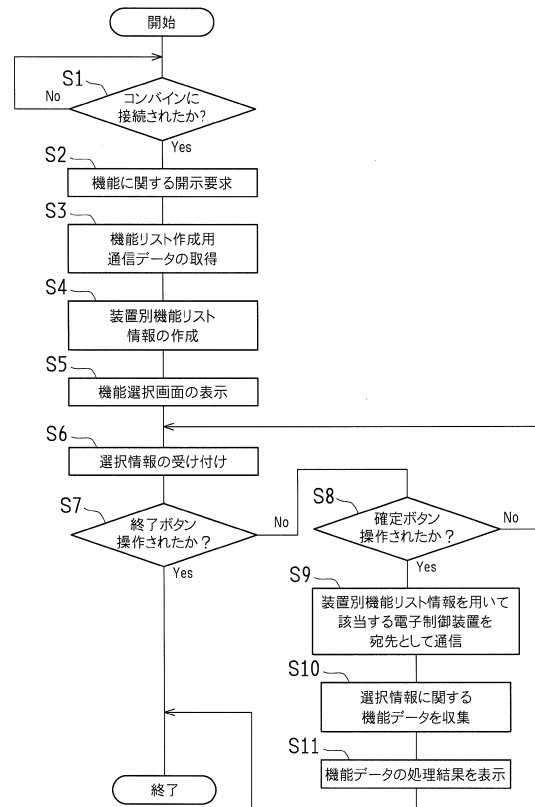 開始
S1
コンバインに
接続されたか?
No
Yes
S2
機能に関する開示要求
S3
機能リスト作成用
通信データの取得
S4
装置別機能リスト
情報の作成
S5
機能選択画面の表示
S6
選択情報の受け付け
S7
終了ボタン
操作されたか?
No
Yes
S8
確定ボタン
操作されたか?
No
Yes
S9
装置別機能リスト情報を用いて
該当する電子制御装置を
宛先として通信
S10
選択情報に関する
機能データを収集
S11
機能データの処理結果を表示
終了